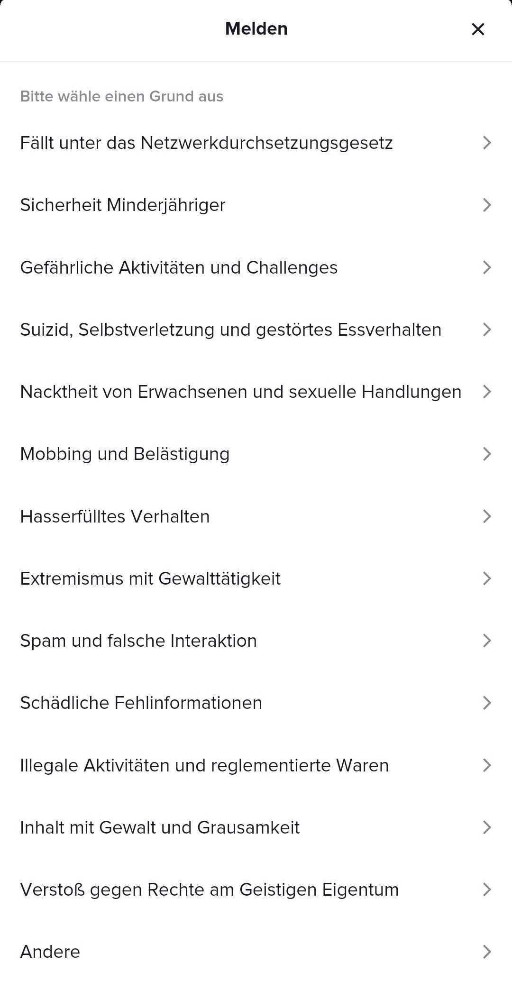 Melden
Bitte wähle einen Grund aus
Fällt unter das Netzwerkdurchsetzungsgesetz
Sicherheit Minderjähriger
Gefährliche Aktivitäten und Challenges
Suizid, Selbstverletzung und gestörtes Essverhalten
Nacktheit von Erwachsenen und sexuelle Handlungen
Mobbing und Belästigung
Hasserfülltes Verhalten
Extremismus mit Gewalttätigkeit
Spam und falsche Interaktion
Schädliche Fehlinformationen
Illegale Aktivitäten und reglementierte Waren
Inhalt mit Gewalt und Grausamkeit
Verstoß gegen Rechte am Geistigen Eigentum
Andere